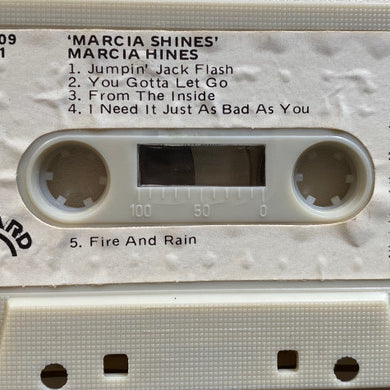 09
'MARCIA SHINES'
MARCIA HINES
1. Jumpin' Jack Flash
2. You Gotta Let Go
3. From The Inside
4. I Need It Just As Bad As You
100 50 0
5. Fire And Rain